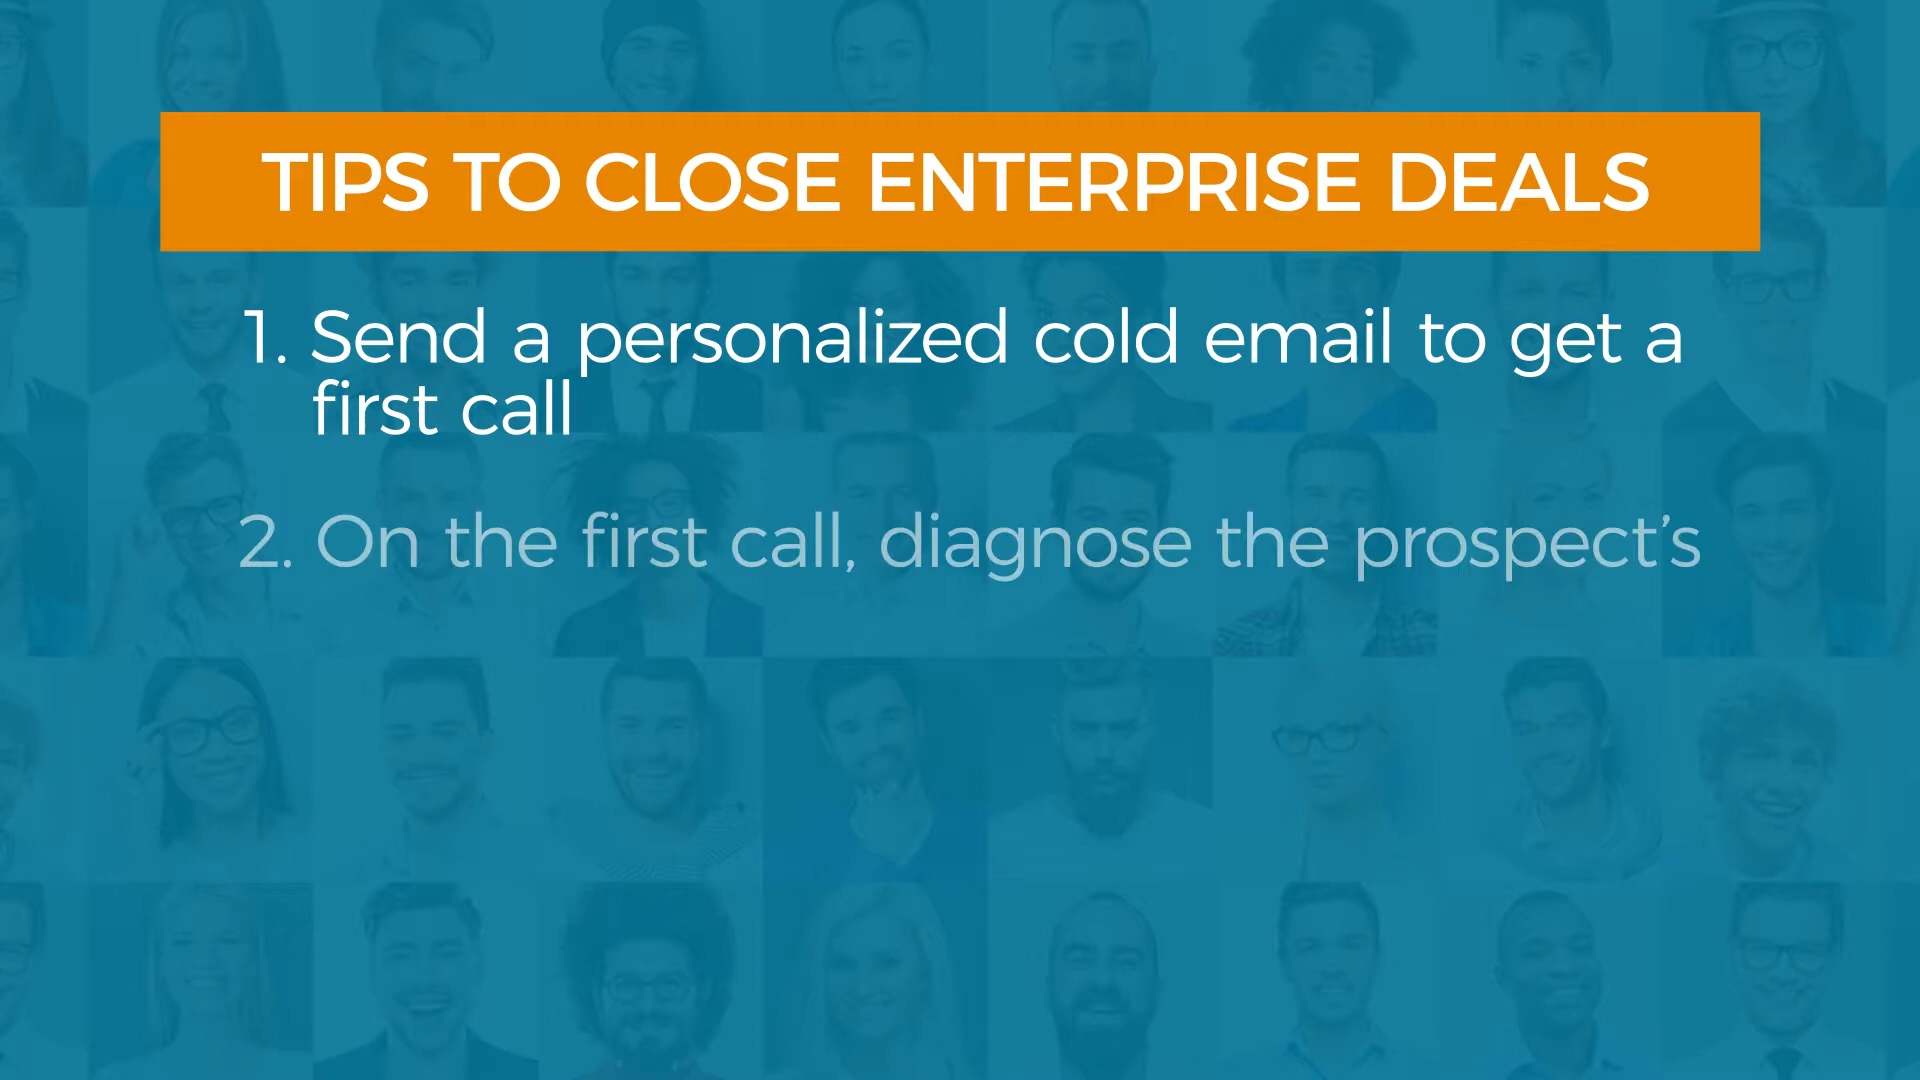 TIPS TO CLOSE ENTERPRISE DEALS
1. Send a personalized cold email to get a
first call
2. On the first call, diagnose the prospect’s